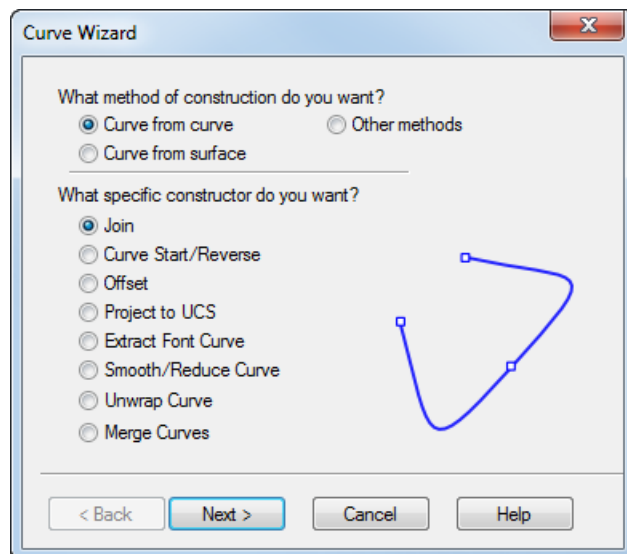 Curve Wizard
What method of construction do you want?
Curve from curve Other methods
Curve from surface
What specific constructor do you want?
Join
Curve Start/Reverse
Offset
Project to UCS
Extract Font Curve
Smooth/Reduce Curve
Unwrap Curve
Merge Curves
< Back Next > Cancel Help